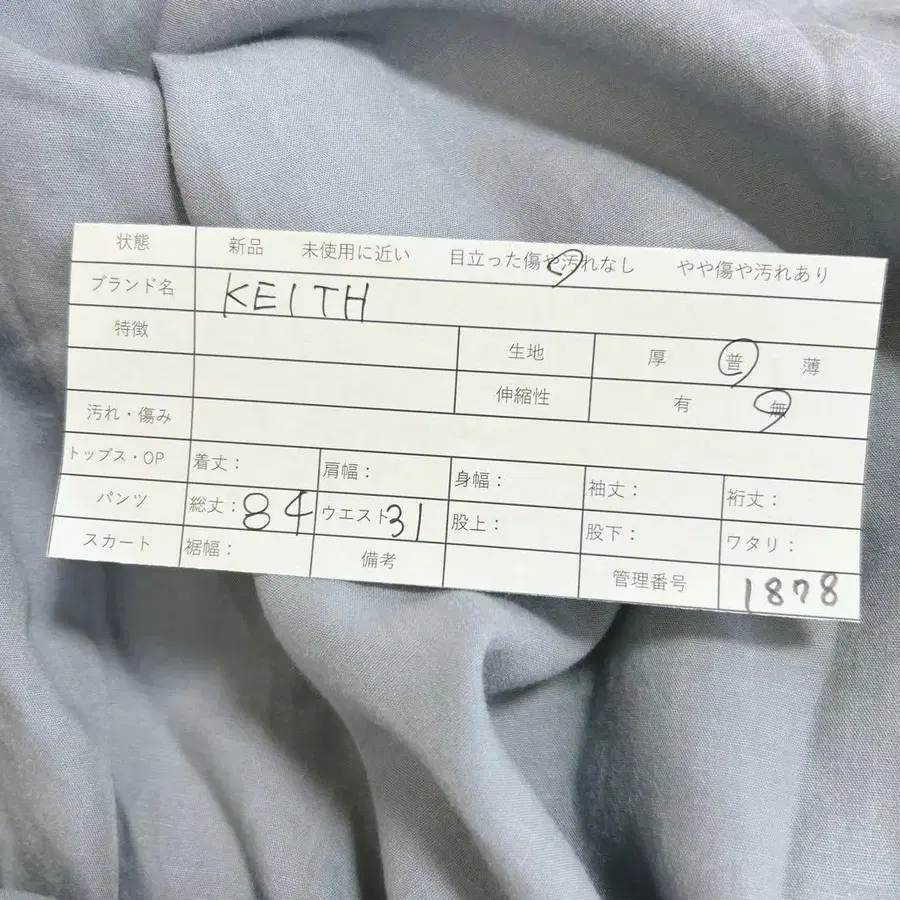 状態 新品 未使用に近い 目立った傷や汚れなし やや傷や汚れあり
ブランド名 KEITH
特徴 生地 厚 普 薄
伸縮性 有 無
汚れ・傷み
トップス・OP 着丈： 肩幅： 身幅： 袖丈： 裄丈：
パンツ 総丈：84 ウエスト31 股上： 股下： ワタリ：
スカート 裾幅： 備考 管理番号 1878